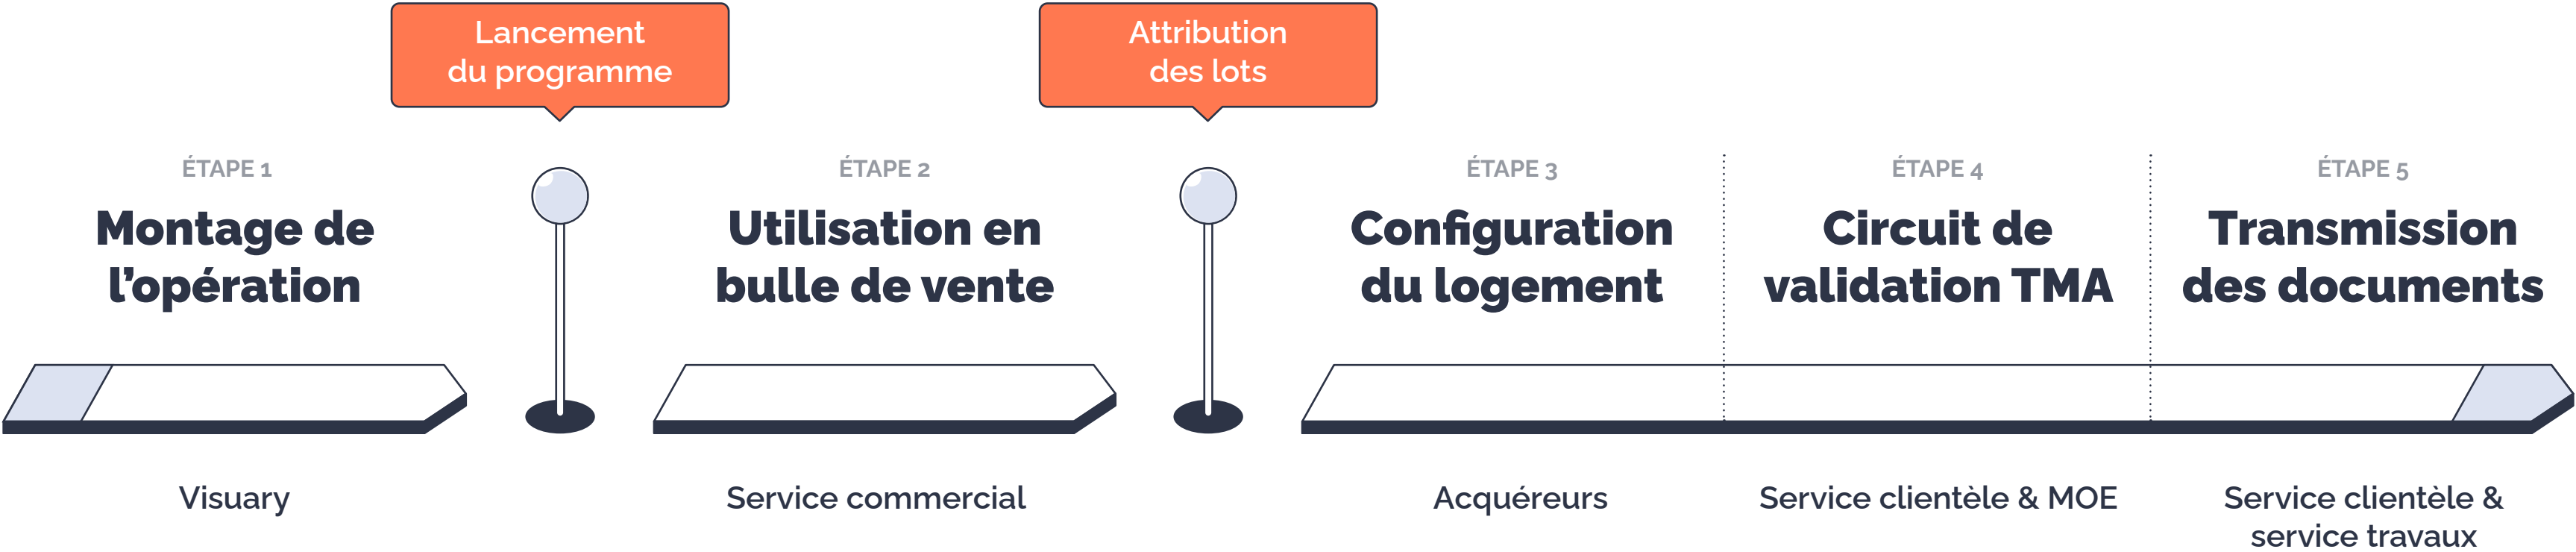 Lancement
du programme
Attribution
des lots
ÉTAPE 1
Montage de
l’opération
Visuary
ÉTAPE 2
Utilisation en
bulle de vente
Service commercial
ÉTAPE 3
Configuration
du logement
Acquéreurs
ÉTAPE 4
Circuit de
validation TMA
Service clientèle & MOE
ÉTAPE 5
Transmission
des documents
Service clientèle &
service travaux